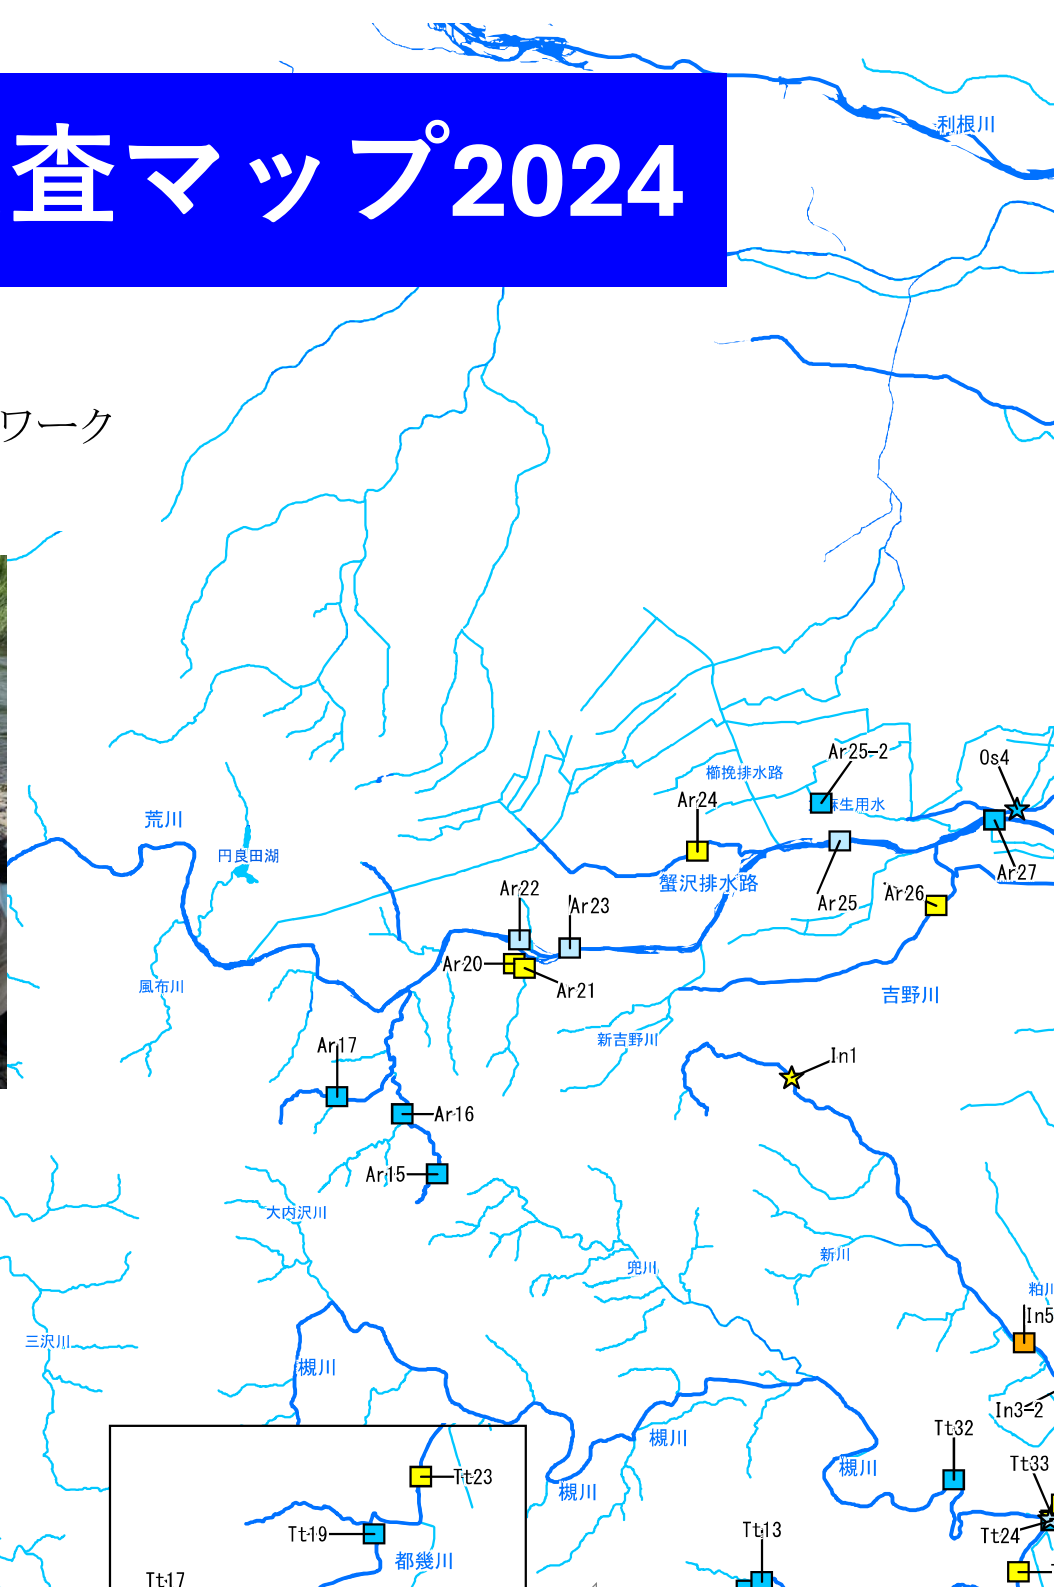 利根川
査マップ2024
ワーク
Ar25-2
Os4
櫛挽排水路
Ar24
麻生用水
荒川
円良田湖
Ar27
蟹沢排水路
Ar22
Ar26
Ar23
Ar25
Ar20
Ar21
風布川
吉野川
新吉野川
Ar17
In1
Ar16
Ar15
大内沢川
新川
兜川
粕川
In5
三沢川
槻川
In3-2
Tt32
槻川
Tt33
槻川
Tt23
槻川
Tt19
Tt13
Tt24
都幾川
Tt17